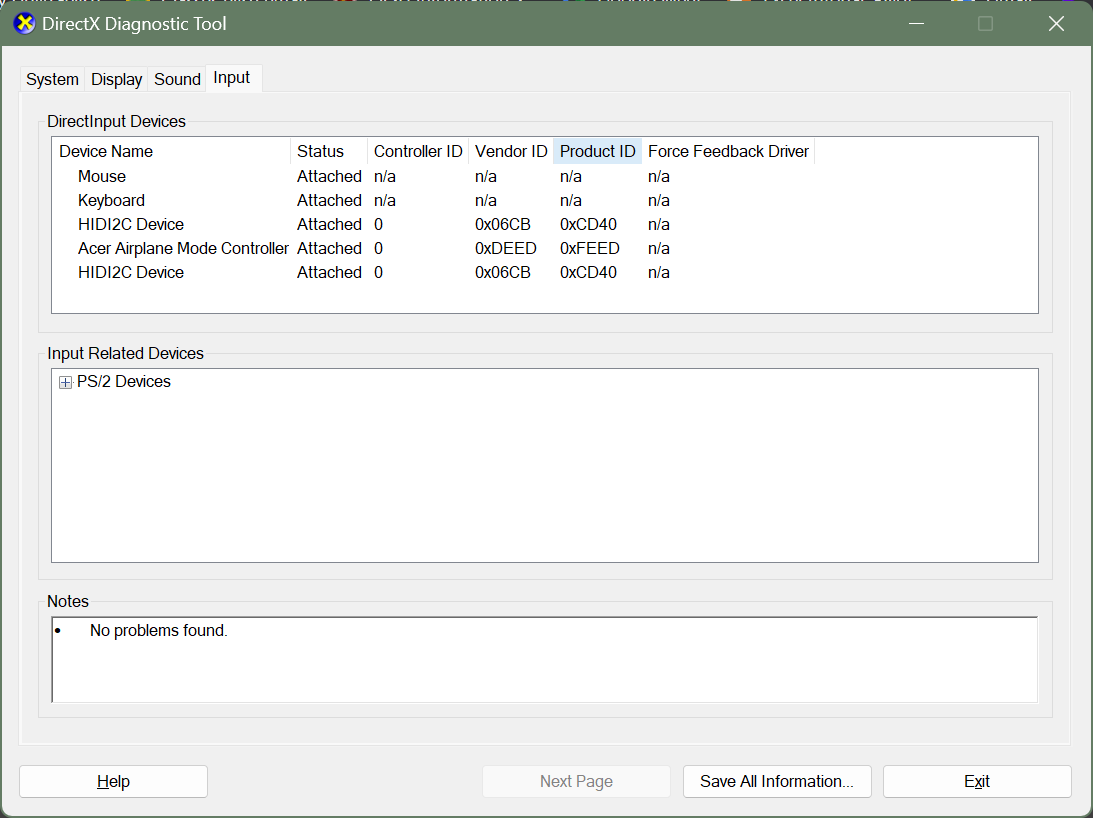 DirectX Diagnostic Tool
System Display Sound Input
DirectInput Devices
Device Name Status Controller ID Vendor ID Product ID Force Feedback Driver
Mouse Attached n/a n/a n/a n/a
Keyboard Attached n/a n/a n/a n/a
HIDI2C Device Attached 0 0x06CB 0xCD40 n/a
Acer Airplane Mode Controller Attached 0 0xDEED 0xFEED n/a
HIDI2C Device Attached 0 0x06CB 0xCD40 n/a
Input Related Devices
PS/2 Devices
Notes
• No problems found.
Help Next Page Save All Information... Exit